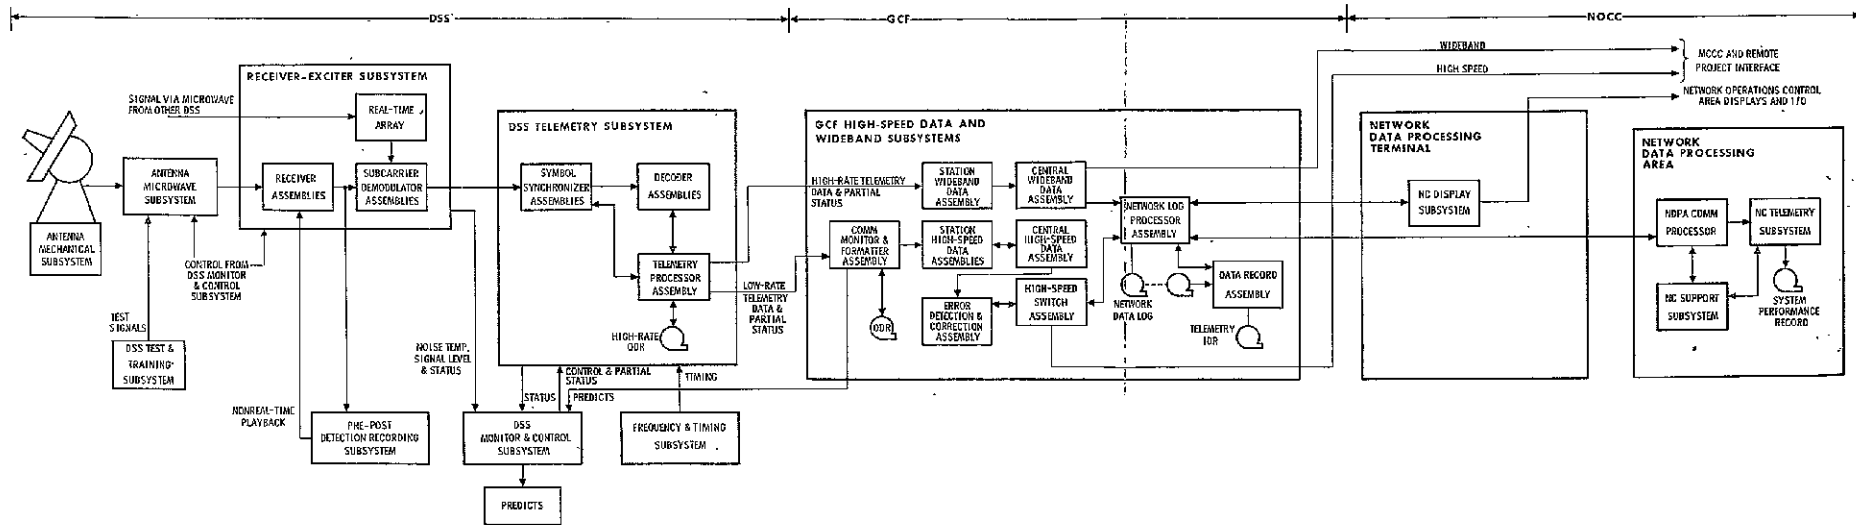 DSS
GCF
NOCC
WIDEBAND
HIGH SPEED
MCCC AND REMOTE
PROJECT INTERFACE
NETWORK OPERATIONS CONTROL
AREA DISPLAYS AND I/O
RECEIVER-EXCITER SUBSYSTEM
SIGNAL VIA MICROWAVE
FROM OTHER DSS
REAL-TIME
ARRAY
ANTENNA
MICROWAVE
SUBSYSTEM
RECEIVER
ASSEMBLIES
SUBCARRIER
DEMODULATOR
ASSEMBLIES
ANTENNA
MECHANICAL
SUBSYSTEM
CONTROL FROM
DSS MONITOR
& CONTROL
SUBSYSTEM
TEST
SIGNALS
DSS TEST &
TRAINING
SUBSYSTEM
NONREAL-TIME
PLAYBACK
PRE-POST
DETECTION RECORDING
SUBSYSTEM
DSS TELEMETRY SUBSYSTEM
SYMBOL
SYNCHRONIZER
ASSEMBLIES
DECODER
ASSEMBLIES
TELEMETRY
PROCESSOR
ASSEMBLY
HIGH-RATE
ODR
NOISE TEMP,
SIGNAL LEVEL
& STATUS
STATUS
CONTROL & PARTIAL
STATUS
PREDICTS
TIMING
DSS
MONITOR & CONTROL
SUBSYSTEM
FREQUENCY & TIMING
SUBSYSTEM
PREDICTS
HIGH-RATE TELEMETRY
DATA & PARTIAL
STATUS
LOW-RATE
TELEMETRY
DATA &
PARTIAL
STATUS
GCF HIGH-SPEED DATA AND
WIDEBAND SUBSYSTEMS
STATION
WIDEBAND
DATA
ASSEMBLY
CENTRAL
WIDEBAND
DATA
ASSEMBLY
COMM
MONITOR &
FORMATTER
ASSEMBLY
STATION
HIGH-SPEED
DATA
ASSEMBLIES
CENTRAL
HIGH-SPEED
DATA
ASSEMBLY
NETWORK LOG
PROCESSOR
ASSEMBLY
ODR
ERROR
DETECTION &
CORRECTION
ASSEMBLY
HIGH-SPEED
SWITCH
ASSEMBLY
NETWORK
DATA LOG
DATA RECORD
ASSEMBLY
TELEMETRY
IDR
NETWORK
DATA PROCESSING
TERMINAL
NC DISPLAY
SUBSYSTEM
NETWORK
DATA PROCESSING
AREA
NDPA COMM
PROCESSOR
NC TELEMETRY
SUBSYSTEM
NC SUPPORT
SUBSYSTEM
SYSTEM
PERFORMANCE
RECORD